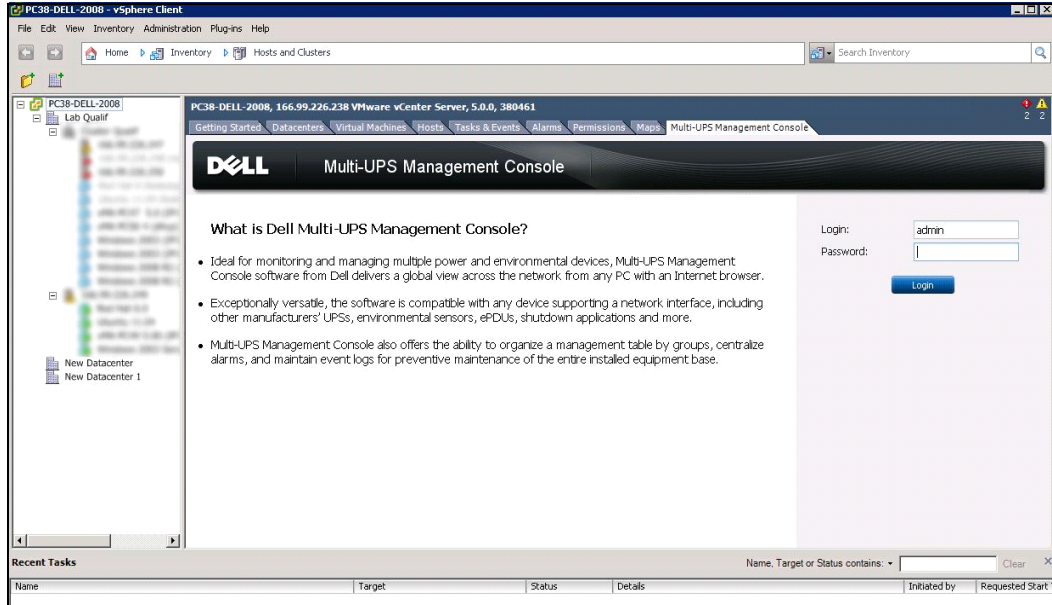 PC38-DELL-2008 - vSphere Client
File Edit View Inventory Administration Plug-ins Help
Home Inventory Hosts and Clusters
Search Inventory
PC38-DELL-2008
Lab Qualif
New Datacenter
New Datacenter 1
PC38-DELL-2008, 166.99.226.238 VMware vCenter Server, 5.0.0, 380461
2 2
Getting Started Datacenters Virtual Machines Hosts Tasks & Events Alarms Permissions Maps Multi-UPS Management Console
DELL Multi-UPS Management Console
What is Dell Multi-UPS Management Console?
• Ideal for monitoring and managing multiple power and environmental devices, Multi-UPS Management
Console software from Dell delivers a global view across the network from any PC with an Internet browser.
• Exceptionally versatile, the software is compatible with any device supporting a network interface, including
other manufacturers' UPSs, environmental sensors, ePDUs, shutdown applications and more.
• Multi-UPS Management Console also offers the ability to organize a management table by groups, centralize
alarms, and maintain event logs for preventive maintenance of the entire installed equipment base.
Login: admin
Password:
Login
Recent Tasks
Name, Target or Status contains: Clear
Name Target Status Details Initiated by Requested Start